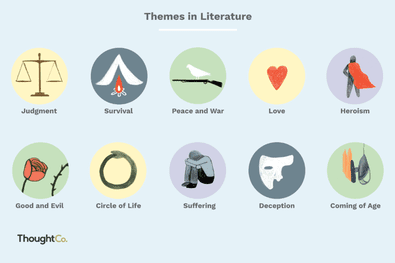 Themes in Literature
Judgment
Survival
Peace and War
Love
Heroism
Good and Evil
Circle of Life
Suffering
Deception
Coming of Age
ThoughtCo.